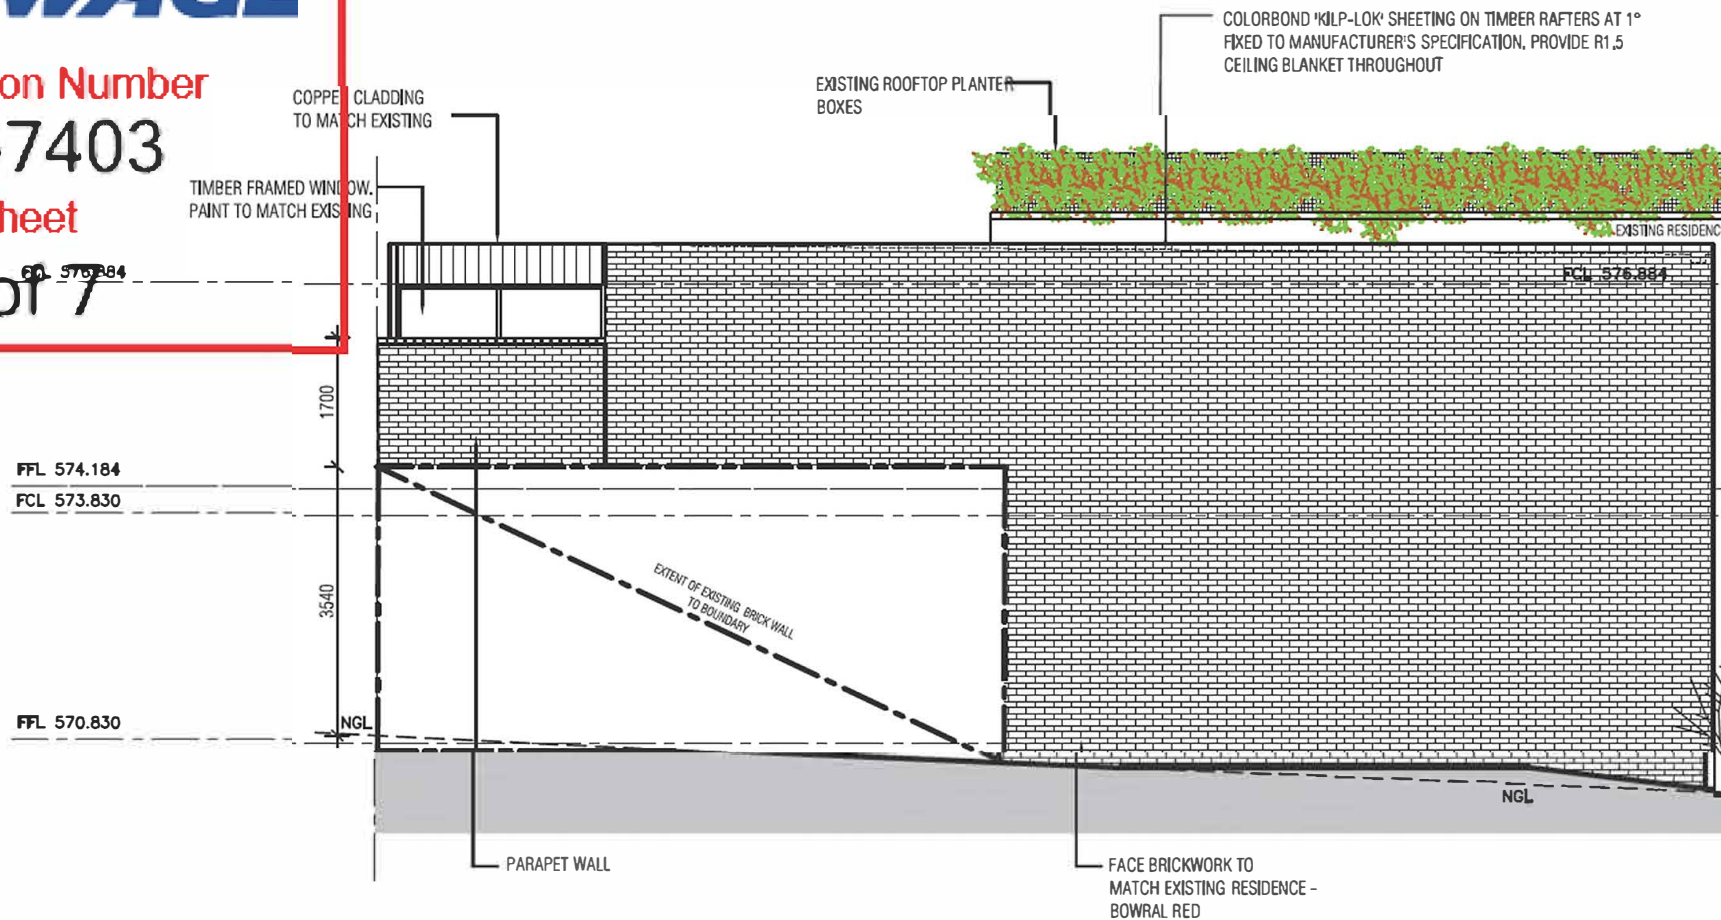 on Number
-7403
heet
of 7
COLORBOND 'KILP-LOK' SHEETING ON TIMBER RAFTERS AT 1°
FIXED TO MANUFACTURER'S SPECIFICATION, PROVIDE R1.5
CEILING BLANKET THROUGHOUT
EXISTING ROOFTOP PLANTER
BOXES
COPPER CLADDING
TO MATCH EXISTING
TIMBER FRAMED WINDOW.
PAINT TO MATCH EXISTING
EXISTING RESIDENC
FCL 576.884
FCL 576.884
1700
FFL 574.184
FCL 573.830
3540
EXTENT OF EXISTING BRICK WALL
TO BOUNDARY
FFL 570.830
NGL
NGL
PARAPET WALL
FACE BRICKWORK TO
MATCH EXISTING RESIDENCE -
BOWRAL RED